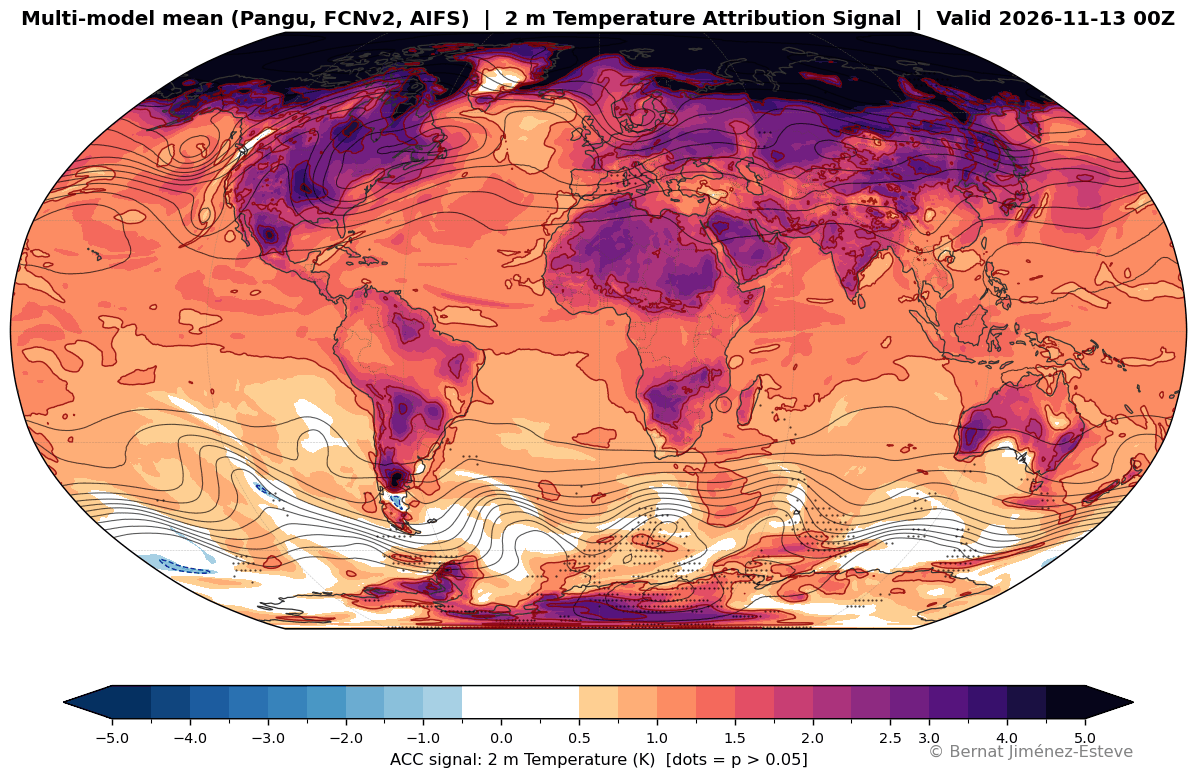 Multi-model mean (Pangu, FCNv2, AIFS)  |  2 m Temperature Attribution Signal  |  Valid 2026-11-13 00Z
−5.0 −4.0 −3.0 −2.0 −1.0 0.0 0.5 1.0 1.5 2.0 2.5 3.0 4.0 5.0
ACC signal: 2 m Temperature (K)  [dots = p > 0.05]
© Bernat Jiménez-Esteve